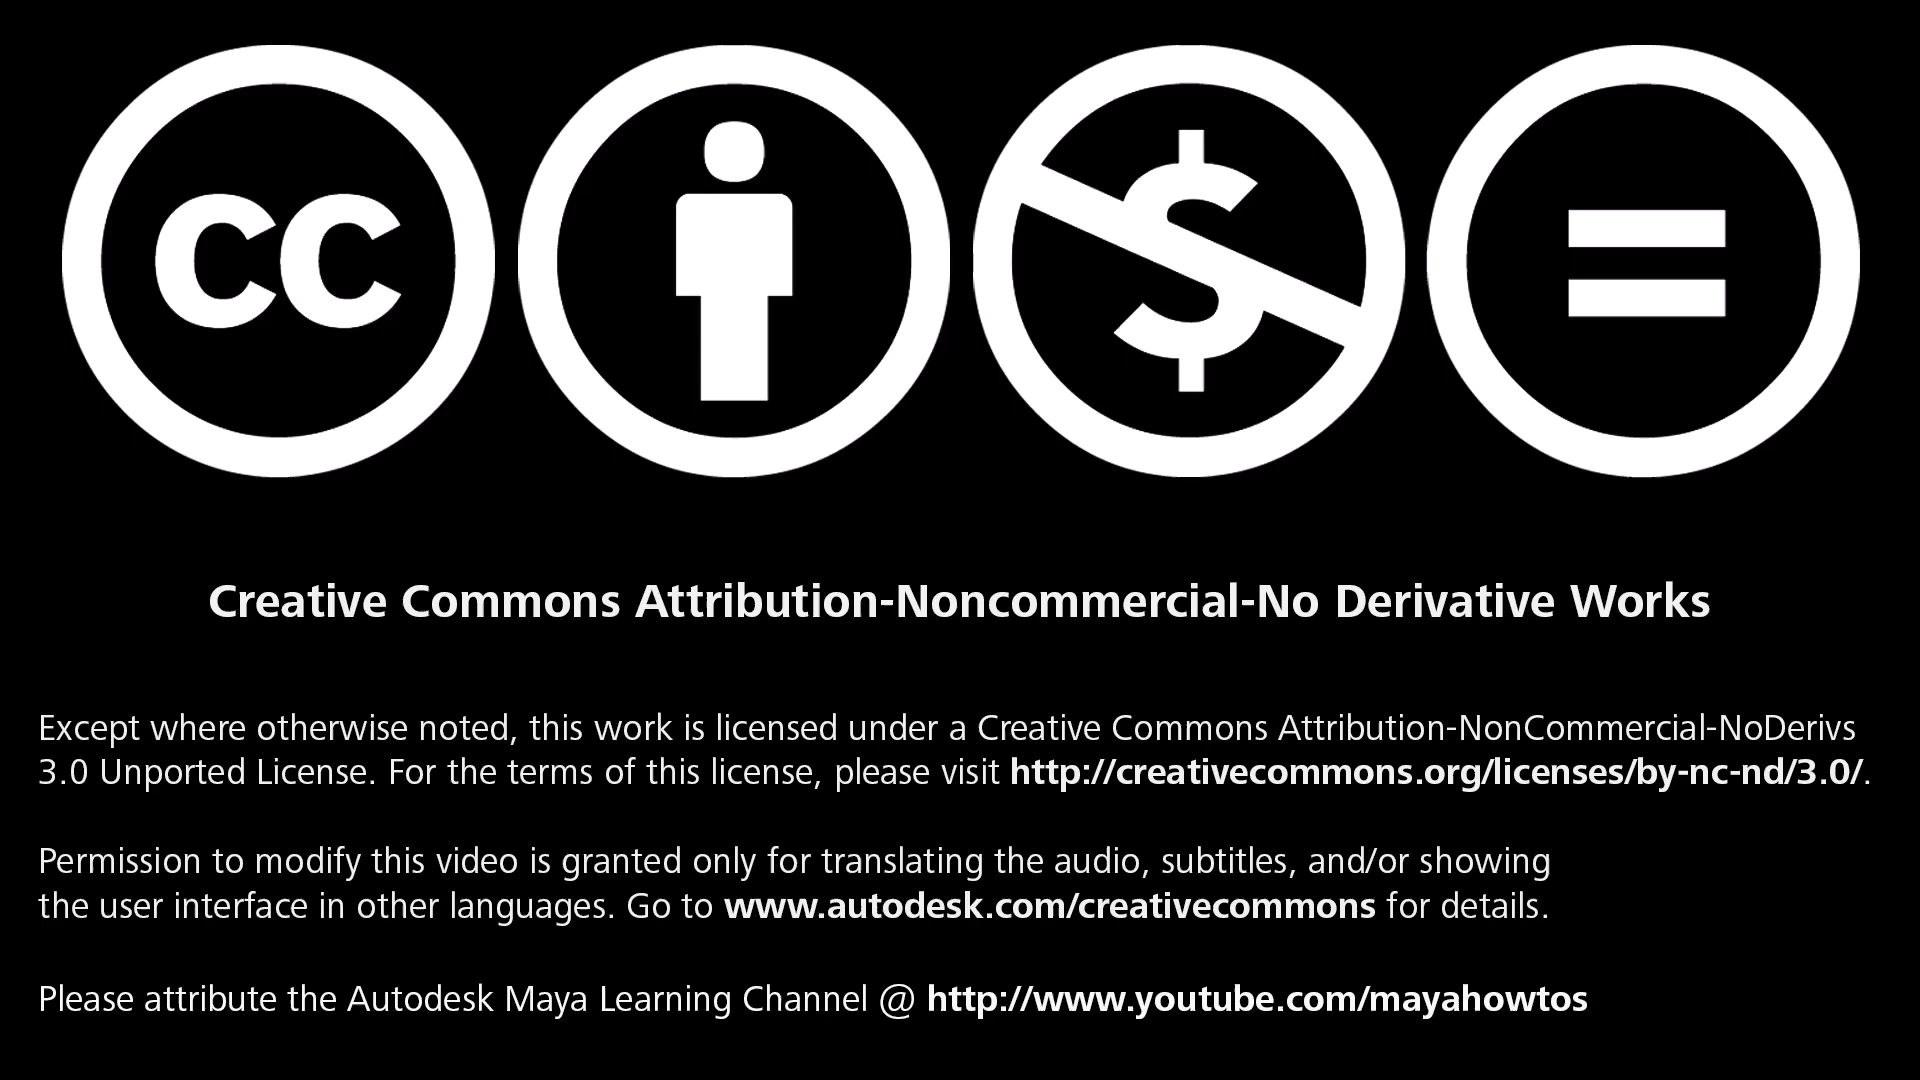 cc
$
=
Creative Commons Attribution-Noncommercial-No Derivative Works
Except where otherwise noted, this work is licensed under a Creative Commons Attribution-NonCommercial-NoDerivs
3.0 Unported License. For the terms of this license, please visit http://creativecommons.org/licenses/by-nc-nd/3.0/.
Permission to modify this video is granted only for translating the audio, subtitles, and/or showing
the user interface in other languages. Go to www.autodesk.com/creativecommons for details.
Please attribute the Autodesk Maya Learning Channel @ http://www.youtube.com/mayahowtos